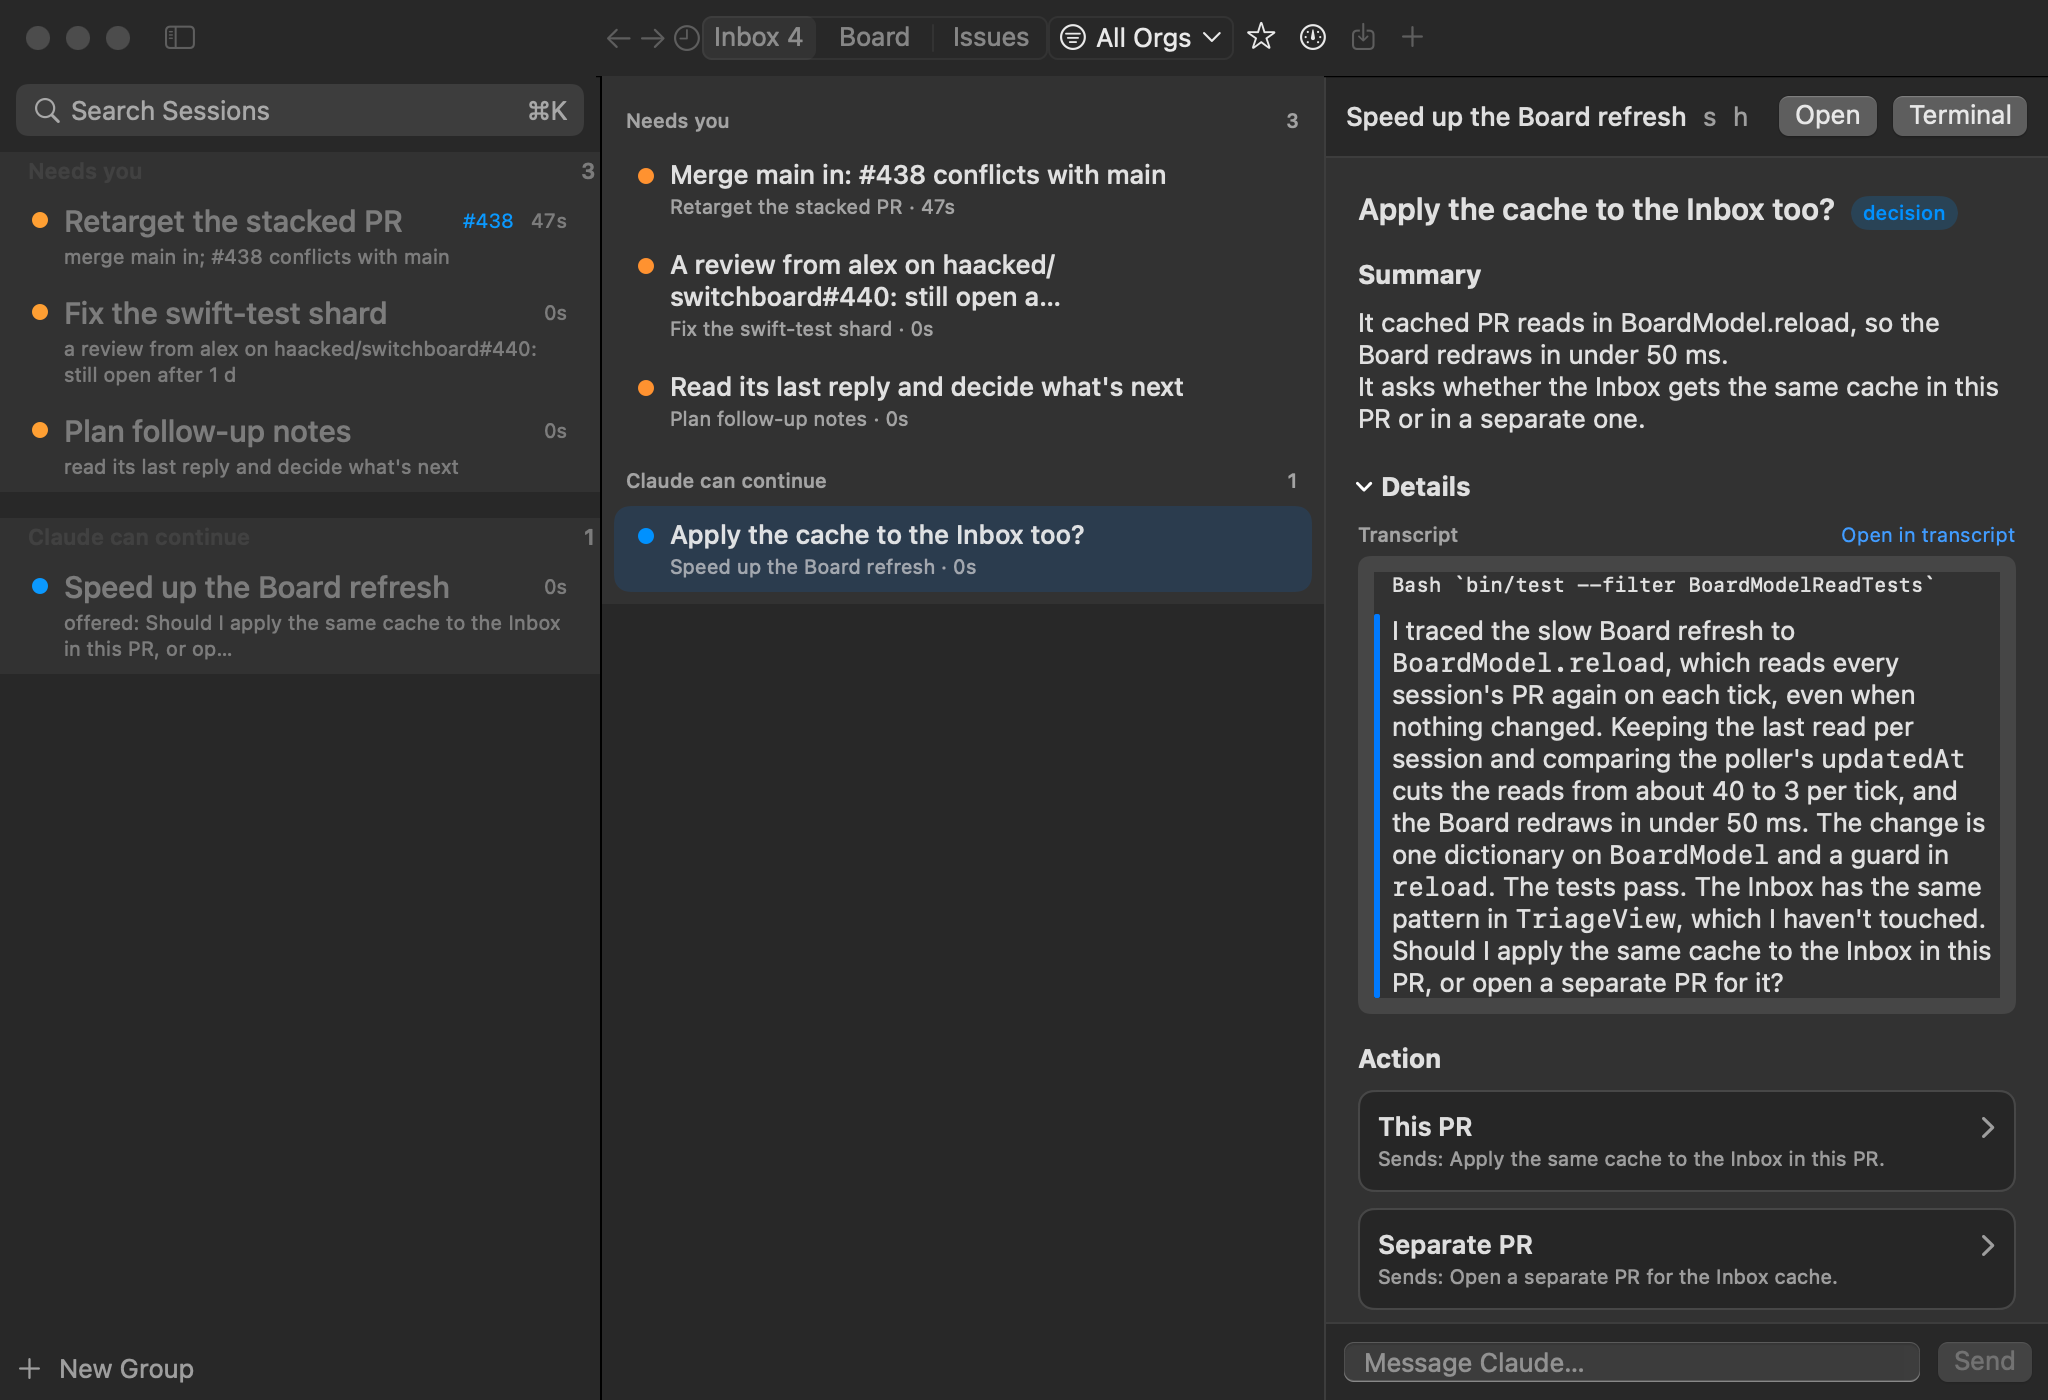 Inbox 4
Board
Issues
All Orgs
Search Sessions
⌘K
Needs you
3
Retarget the stacked PR
#438
47s
merge main in; #438 conflicts with main
Fix the swift-test shard
0s
a review from alex on haacked/switchboard#440:
still open after 1 d
Plan follow-up notes
0s
read its last reply and decide what's next
Claude can continue
1
Speed up the Board refresh
0s
offered: Should I apply the same cache to the Inbox
in this PR, or op...
New Group
Needs you
3
Merge main in: #438 conflicts with main
Retarget the stacked PR · 47s
A review from alex on haacked/
switchboard#440: still open a...
Fix the swift-test shard · 0s
Read its last reply and decide what's next
Plan follow-up notes · 0s
Claude can continue
1
Apply the cache to the Inbox too?
Speed up the Board refresh · 0s
Speed up the Board refresh
s h
Open
Terminal
Apply the cache to the Inbox too?
decision
Summary
It cached PR reads in BoardModel.reload, so the
Board redraws in under 50 ms.
It asks whether the Inbox gets the same cache in this
PR or in a separate one.
Details
Transcript
Open in transcript
Bash `bin/test --filter BoardModelReadTests`
I traced the slow Board refresh to
BoardModel.reload, which reads every
session's PR again on each tick, even when
nothing changed. Keeping the last read per
session and comparing the poller's updatedAt
cuts the reads from about 40 to 3 per tick, and
the Board redraws in under 50 ms. The change is
one dictionary on BoardModel and a guard in
reload. The tests pass. The Inbox has the same
pattern in TriageView, which I haven't touched.
Should I apply the same cache to the Inbox in this
PR, or open a separate PR for it?
Action
This PR
Sends: Apply the same cache to the Inbox in this PR.
Separate PR
Sends: Open a separate PR for the Inbox cache.
Message Claude...
Send